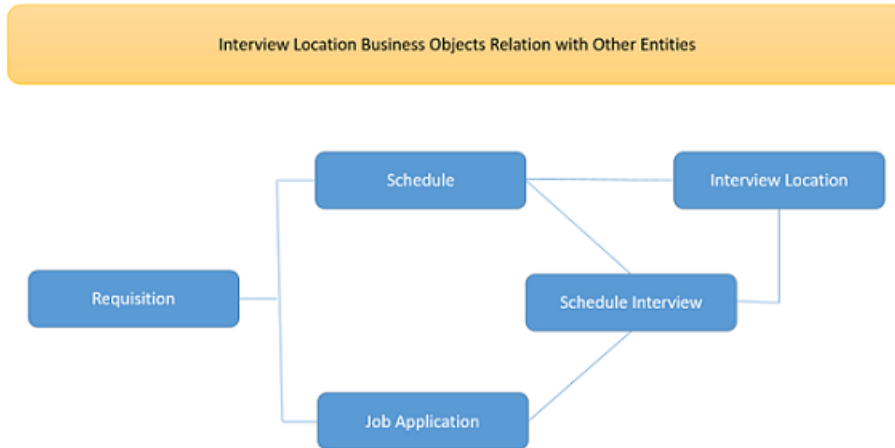 Interview Location Business Objects Relation with Other Entities
Schedule
Interview Location
Requisition
Schedule Interview
Job Application